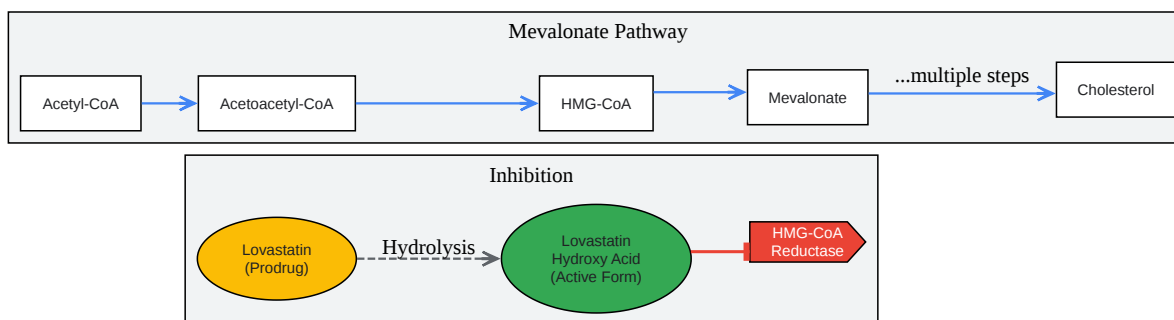 Mevalonate Pathway
...multiple steps
Acetyl-CoA
Acetoacetyl-CoA
HMG-CoA
Mevalonate
Cholesterol
Inhibition
Lovastatin
(Prodrug)
Hydrolysis
Lovastatin
Hydroxy Acid
(Active Form)
HMG-CoA
Reductase